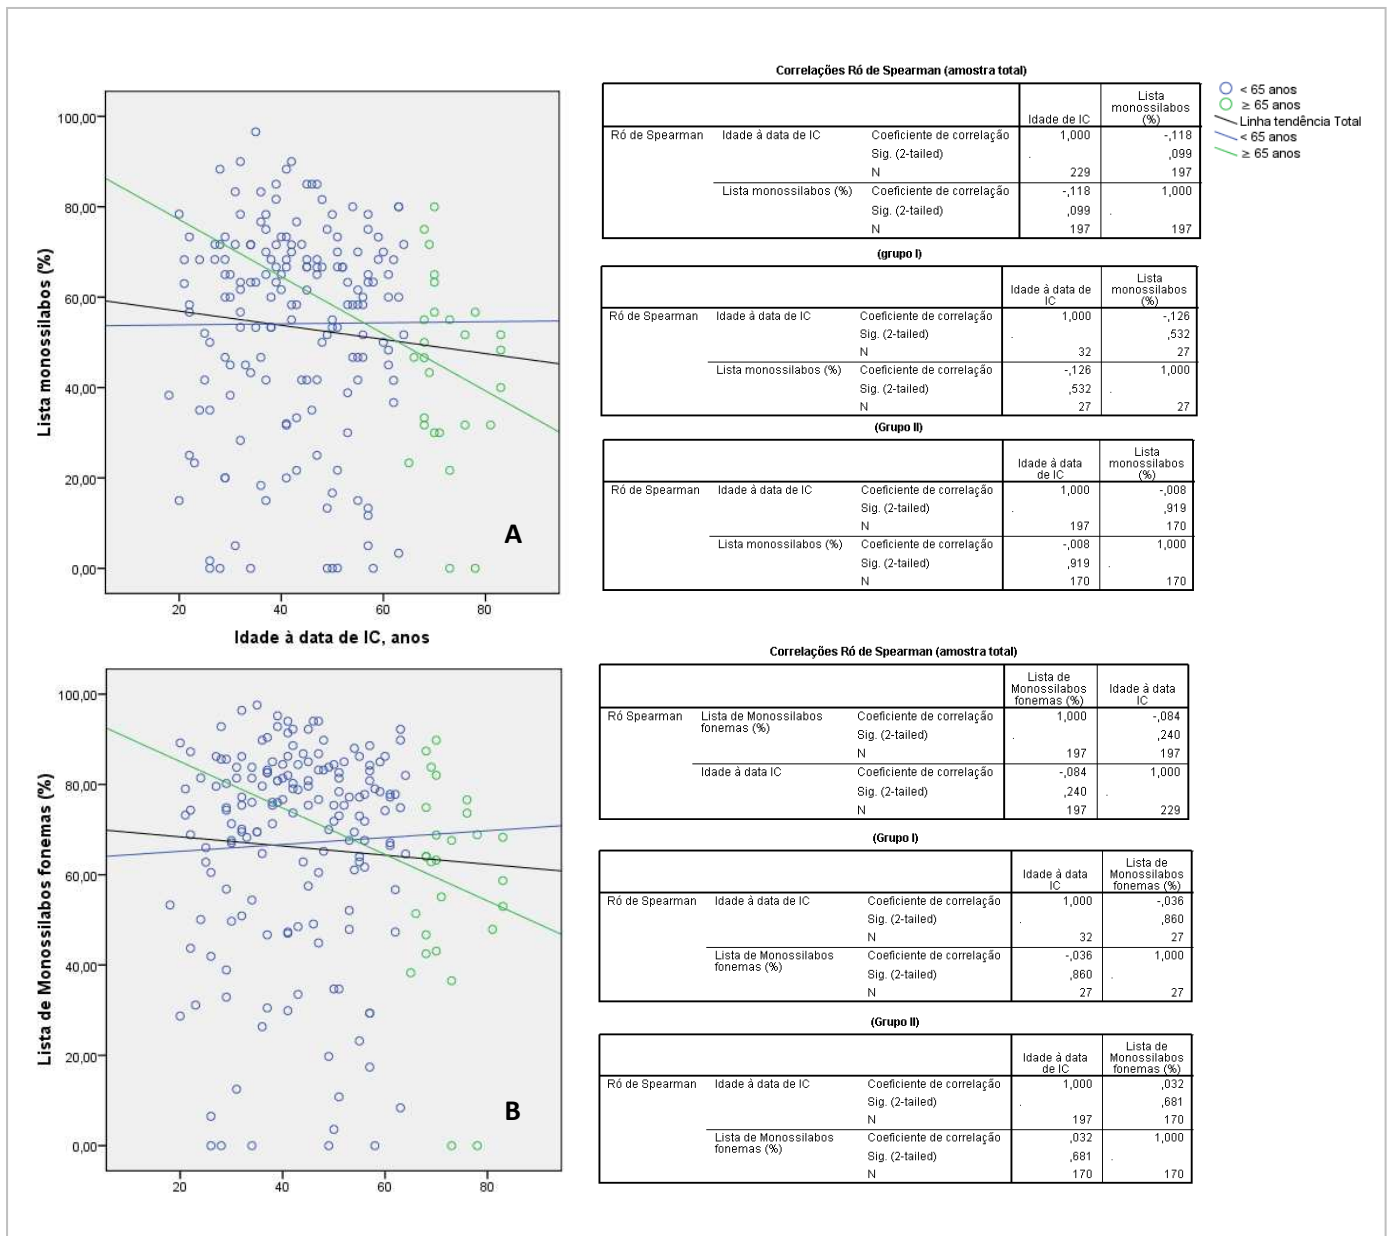 Lista monossilabos (%)
100,00
80,00
60,00
40,00
20,00
0,00
20 40 60 80
A
Idade à data de IC, anos
Correlações Ró de Spearman (amostra total)
Idade de IC Lista
monossilabos
(%)
Ró de Spearman Idade à data de IC Coeficiente de correlação 1,000 -,118
Sig. (2-tailed) . ,099
N 229 197
Lista monossilabos (%) Coeficiente de correlação -,118 1,000
Sig. (2-tailed) ,099 .
N 197 197
< 65 anos
≥ 65 anos
Linha tendência Total
< 65 anos
≥ 65 anos
(grupo I)
Idade à data de
IC
Lista
monossilabos
(%)
Ró de Spearman Idade à data de IC Coeficiente de correlação 1,000 -,126
Sig. (2-tailed) . ,532
N 32 27
Lista monossilabos (%) Coeficiente de correlação -,126 1,000
Sig. (2-tailed) ,532 .
N 27 27
(Grupo II)
Idade à data
de IC
Lista
monossilabos
(%)
Ró de Spearman Idade à data de IC Coeficiente de correlação 1,000 -,008
Sig. (2-tailed) . ,919
N 197 170
Lista monossilabos (%) Coeficiente de correlação -,008 1,000
Sig. (2-tailed) ,919 .
N 170 170
Lista de Monossilabos fonemas (%)
100,00
80,00
60,00
40,00
20,00
0,00
20 40 60 80
B
Correlações Ró de Spearman (amostra total)
Lista de
Monossilabos
fonemas (%)
Idade à data
IC
Ró Spearman Lista de Monossilabos
fonemas (%)
Coeficiente de correlação 1,000 -,084
Sig. (2-tailed) . ,240
N 197 197
Idade à data IC Coeficiente de correlação -,084 1,000
Sig. (2-tailed) ,240 .
N 197 229
(Grupo I)
Idade à data
IC
Lista de
Monossilabos
fonemas (%)
Ró de Spearman Idade à data de IC Coeficiente de correlação 1,000 -,036
Sig. (2-tailed) . ,860
N 32 27
Lista de Monossilabos
fonemas (%)
Coeficiente de correlação -,036 1,000
Sig. (2-tailed) ,860 .
N 27 27
(Grupo II)
Idade à data
de IC
Lista de
Monossilabos
fonemas (%)
Ró de Spearman Idade à data de IC Coeficiente de correlação 1,000 ,032
Sig. (2-tailed) . ,681
N 197 170
Lista de Monossilabos
fonemas (%)
Coeficiente de correlação ,032 1,000
Sig. (2-tailed) ,681 .
N 170 170